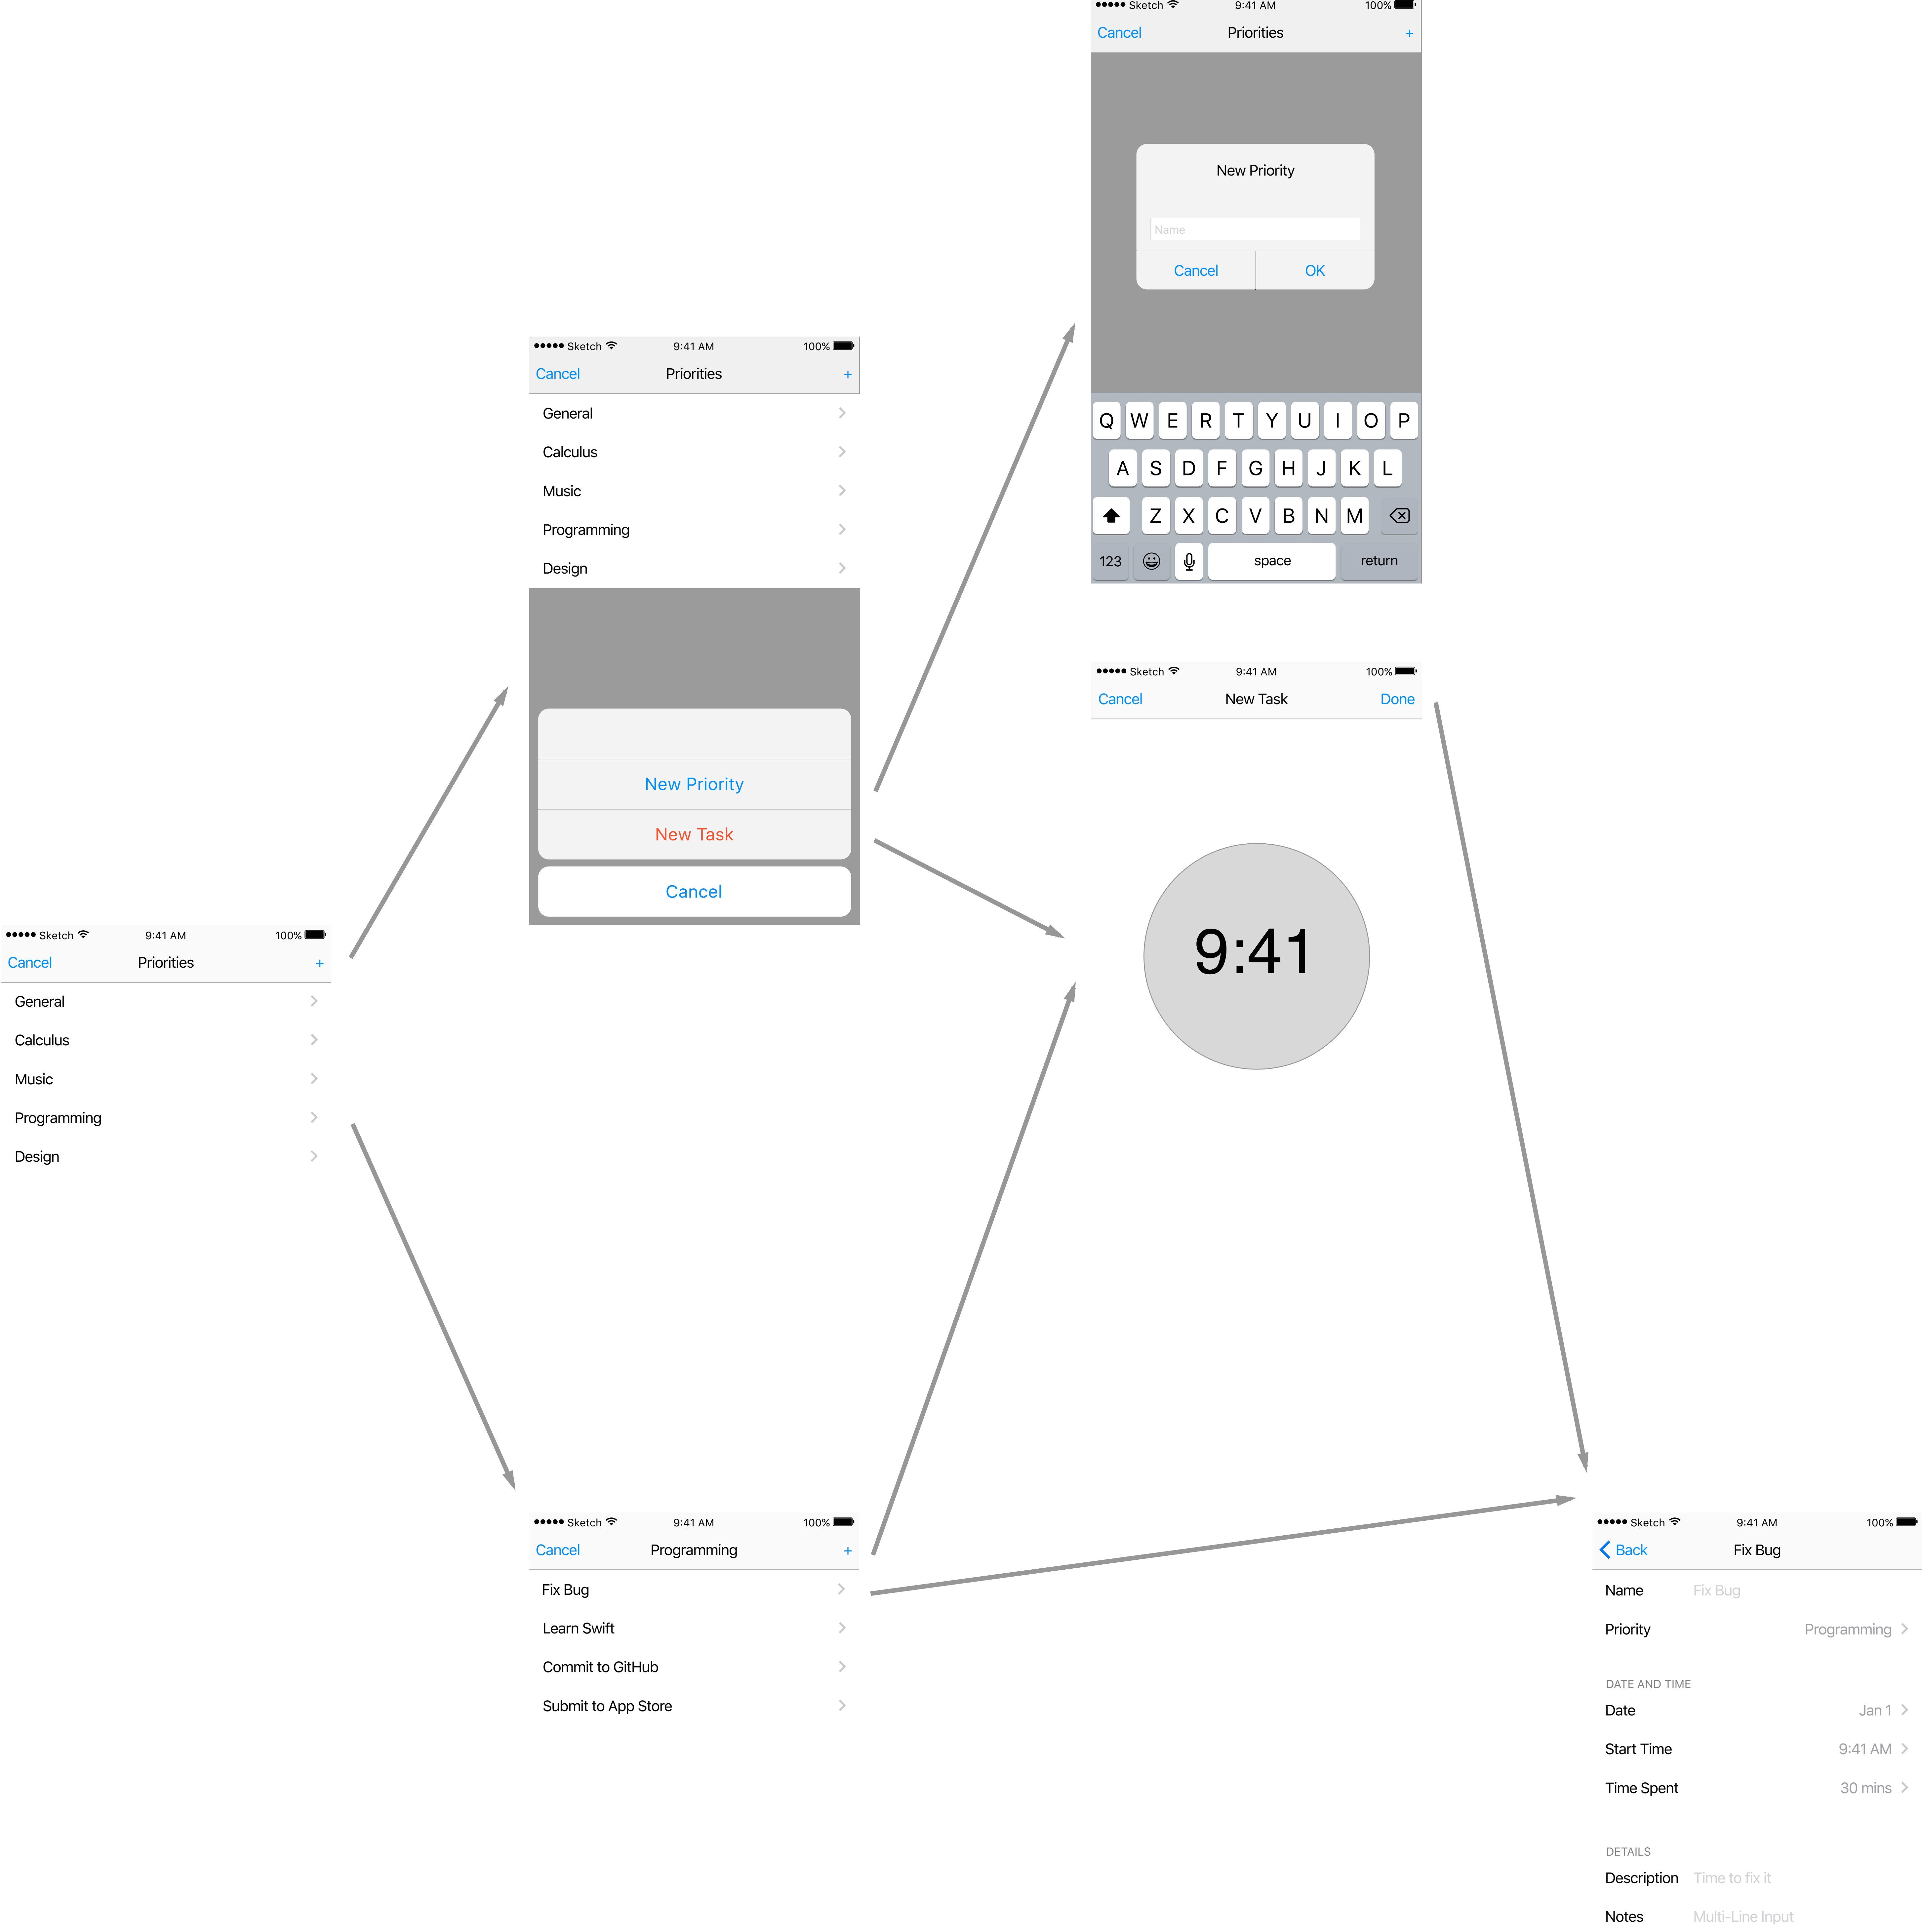 Sketch 9:41 AM 100%
Cancel Priorities +
New Priority
Name
Cancel OK
Q W E R T Y U I O P
A S D F G H J K L
Z X C V B N M
123 space return
Sketch 9:41 AM 100%
Cancel Priorities +
General
Calculus
Music
Programming
Design
New Priority
New Task
Cancel
Sketch 9:41 AM 100%
Cancel New Task Done
9:41
Sketch 9:41 AM 100%
Cancel Priorities +
General
Calculus
Music
Programming
Design
Sketch 9:41 AM 100%
Cancel Programming +
Fix Bug
Learn Swift
Commit to GitHub
Submit to App Store
Sketch 9:41 AM 100%
Back Fix Bug
Name Fix Bug
Priority Programming
DATE AND TIME
Date Jan 1
Start Time 9:41 AM
Time Spent 30 mins
DETAILS
Description Time to fix it
Notes Multi-Line Input